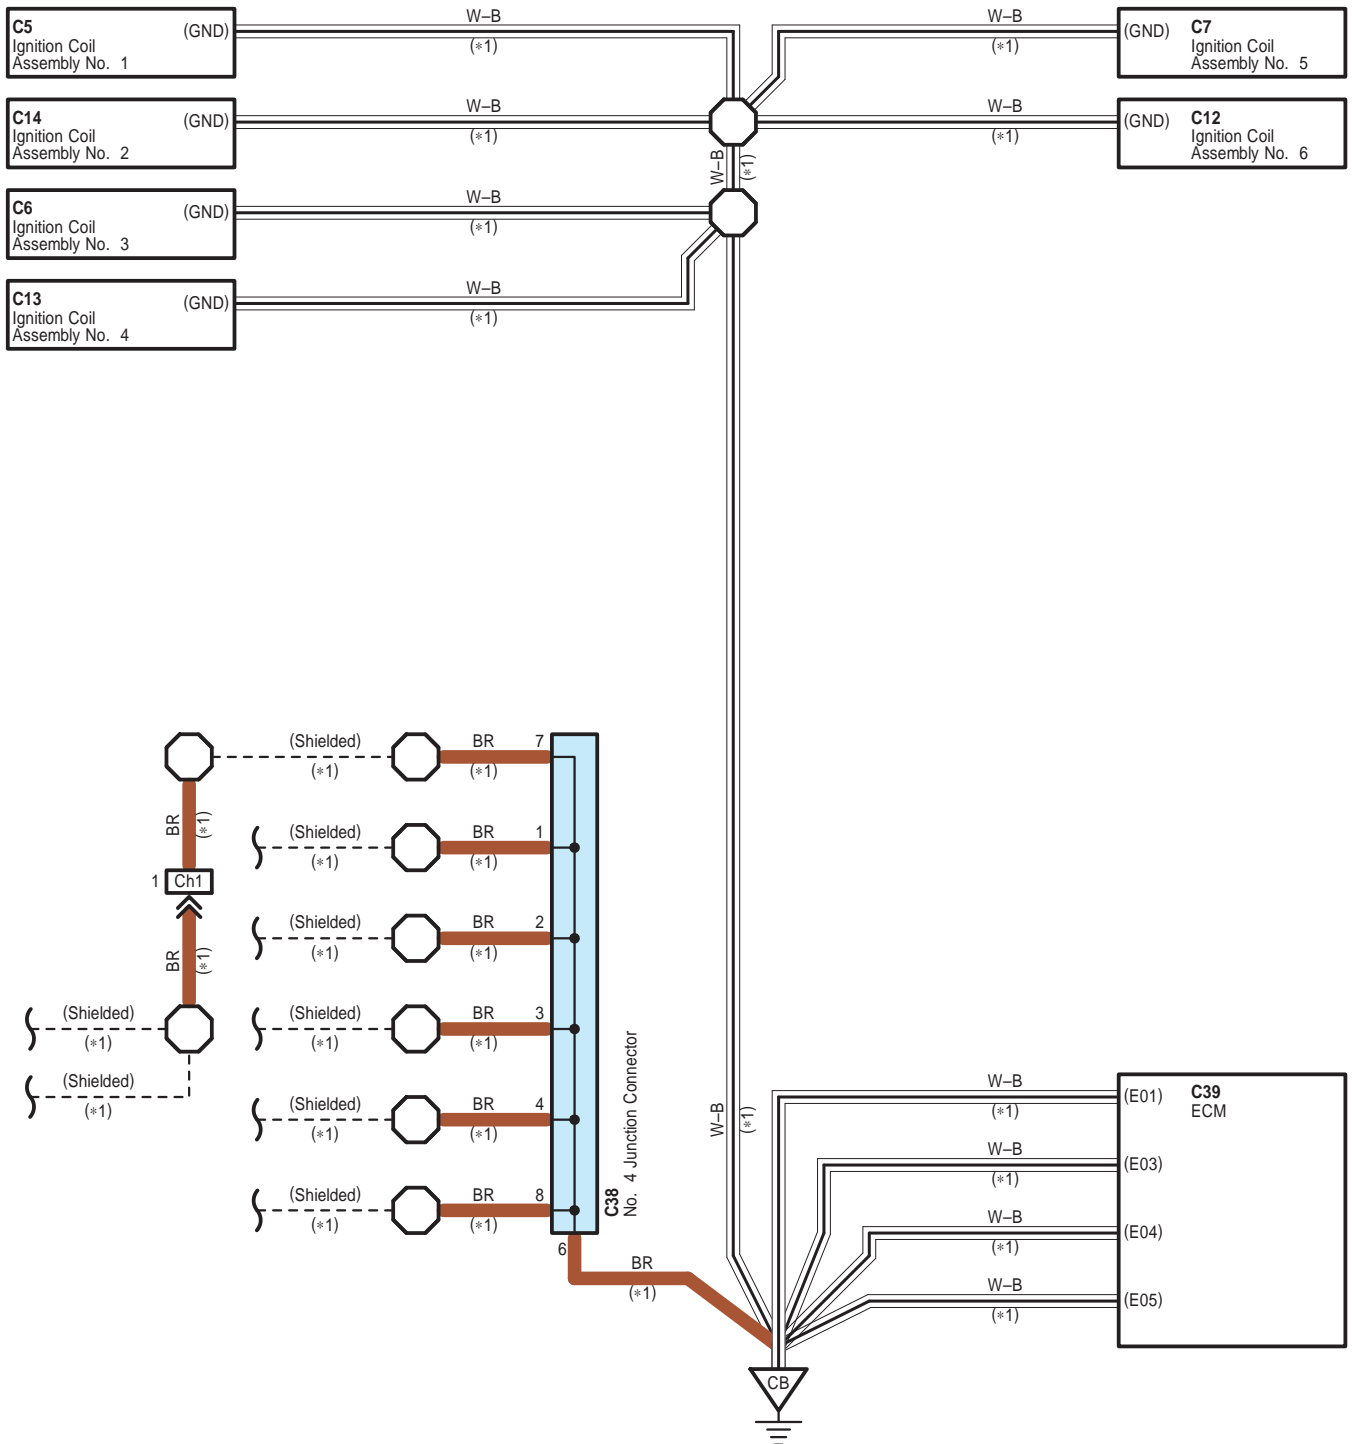 C5 (GND)
Ignition Coil
Assembly No. 1
W–B
(*1)
W–B
(*1)
(GND) C7
Ignition Coil
Assembly No. 5
C14 (GND)
Ignition Coil
Assembly No. 2
W–B
(*1)
W–B
(*1)
(GND) C12
Ignition Coil
Assembly No. 6
W–B
(*1)
C6 (GND)
Ignition Coil
Assembly No. 3
W–B
(*1)
C13 (GND)
Ignition Coil
Assembly No. 4
W–B
(*1)
(Shielded)
(*1)
BR 7
(*1)
BR
(*1)
(Shielded)
(*1)
BR 1
(*1)
1 Ch1
(Shielded)
(*1)
BR 2
(*1)
BR
(*1)
(Shielded)
(*1)
(Shielded)
(*1)
BR 3
(*1)
(Shielded)
(*1)
(Shielded)
(*1)
BR 4
(*1)
(Shielded)
(*1)
BR 8
(*1)
C38
No. 4 Junction Connector
6
BR
(*1)
W–B
(*1)
W–B
(*1)
(E01) C39
ECM
W–B
(*1)
(E03)
W–B
(*1)
(E04)
W–B
(*1)
(E05)
CB